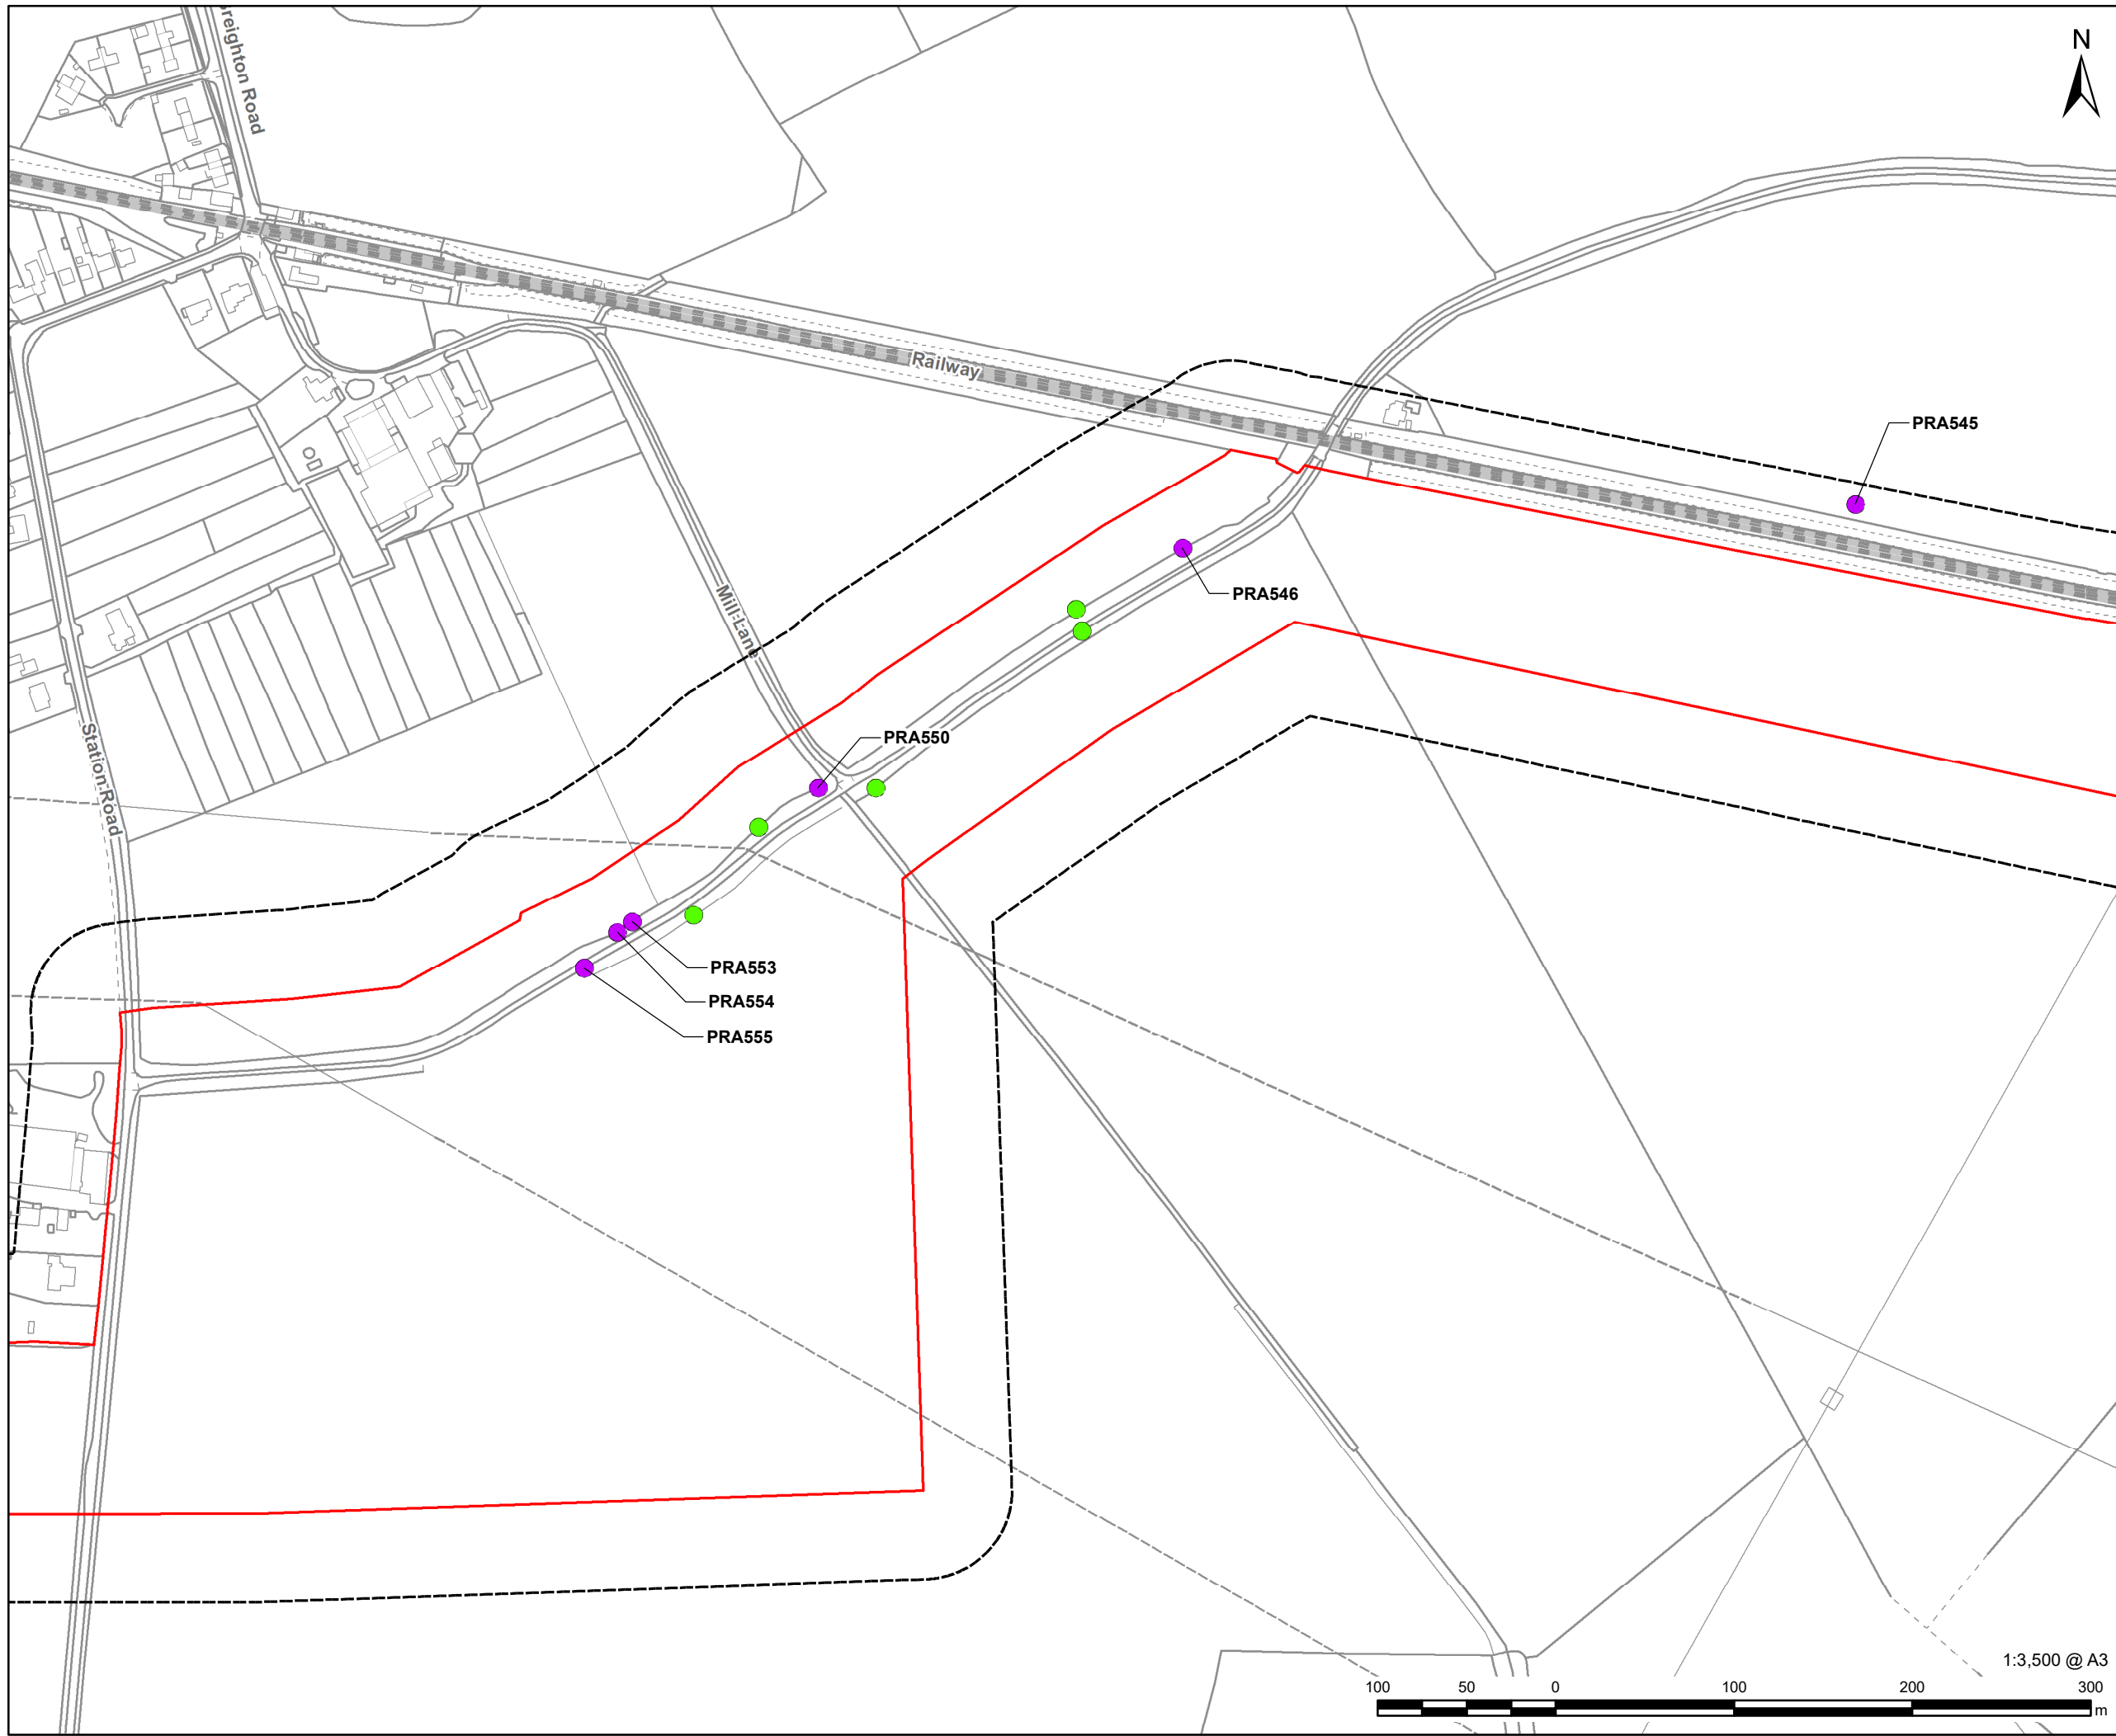 reighton Road
N
Railway
PRA545
PRA546
Mill Lane
PRA550
Station Road
PRA553
PRA554
PRA555
1:3,500 @ A3
100 50 0 100 200 300
m